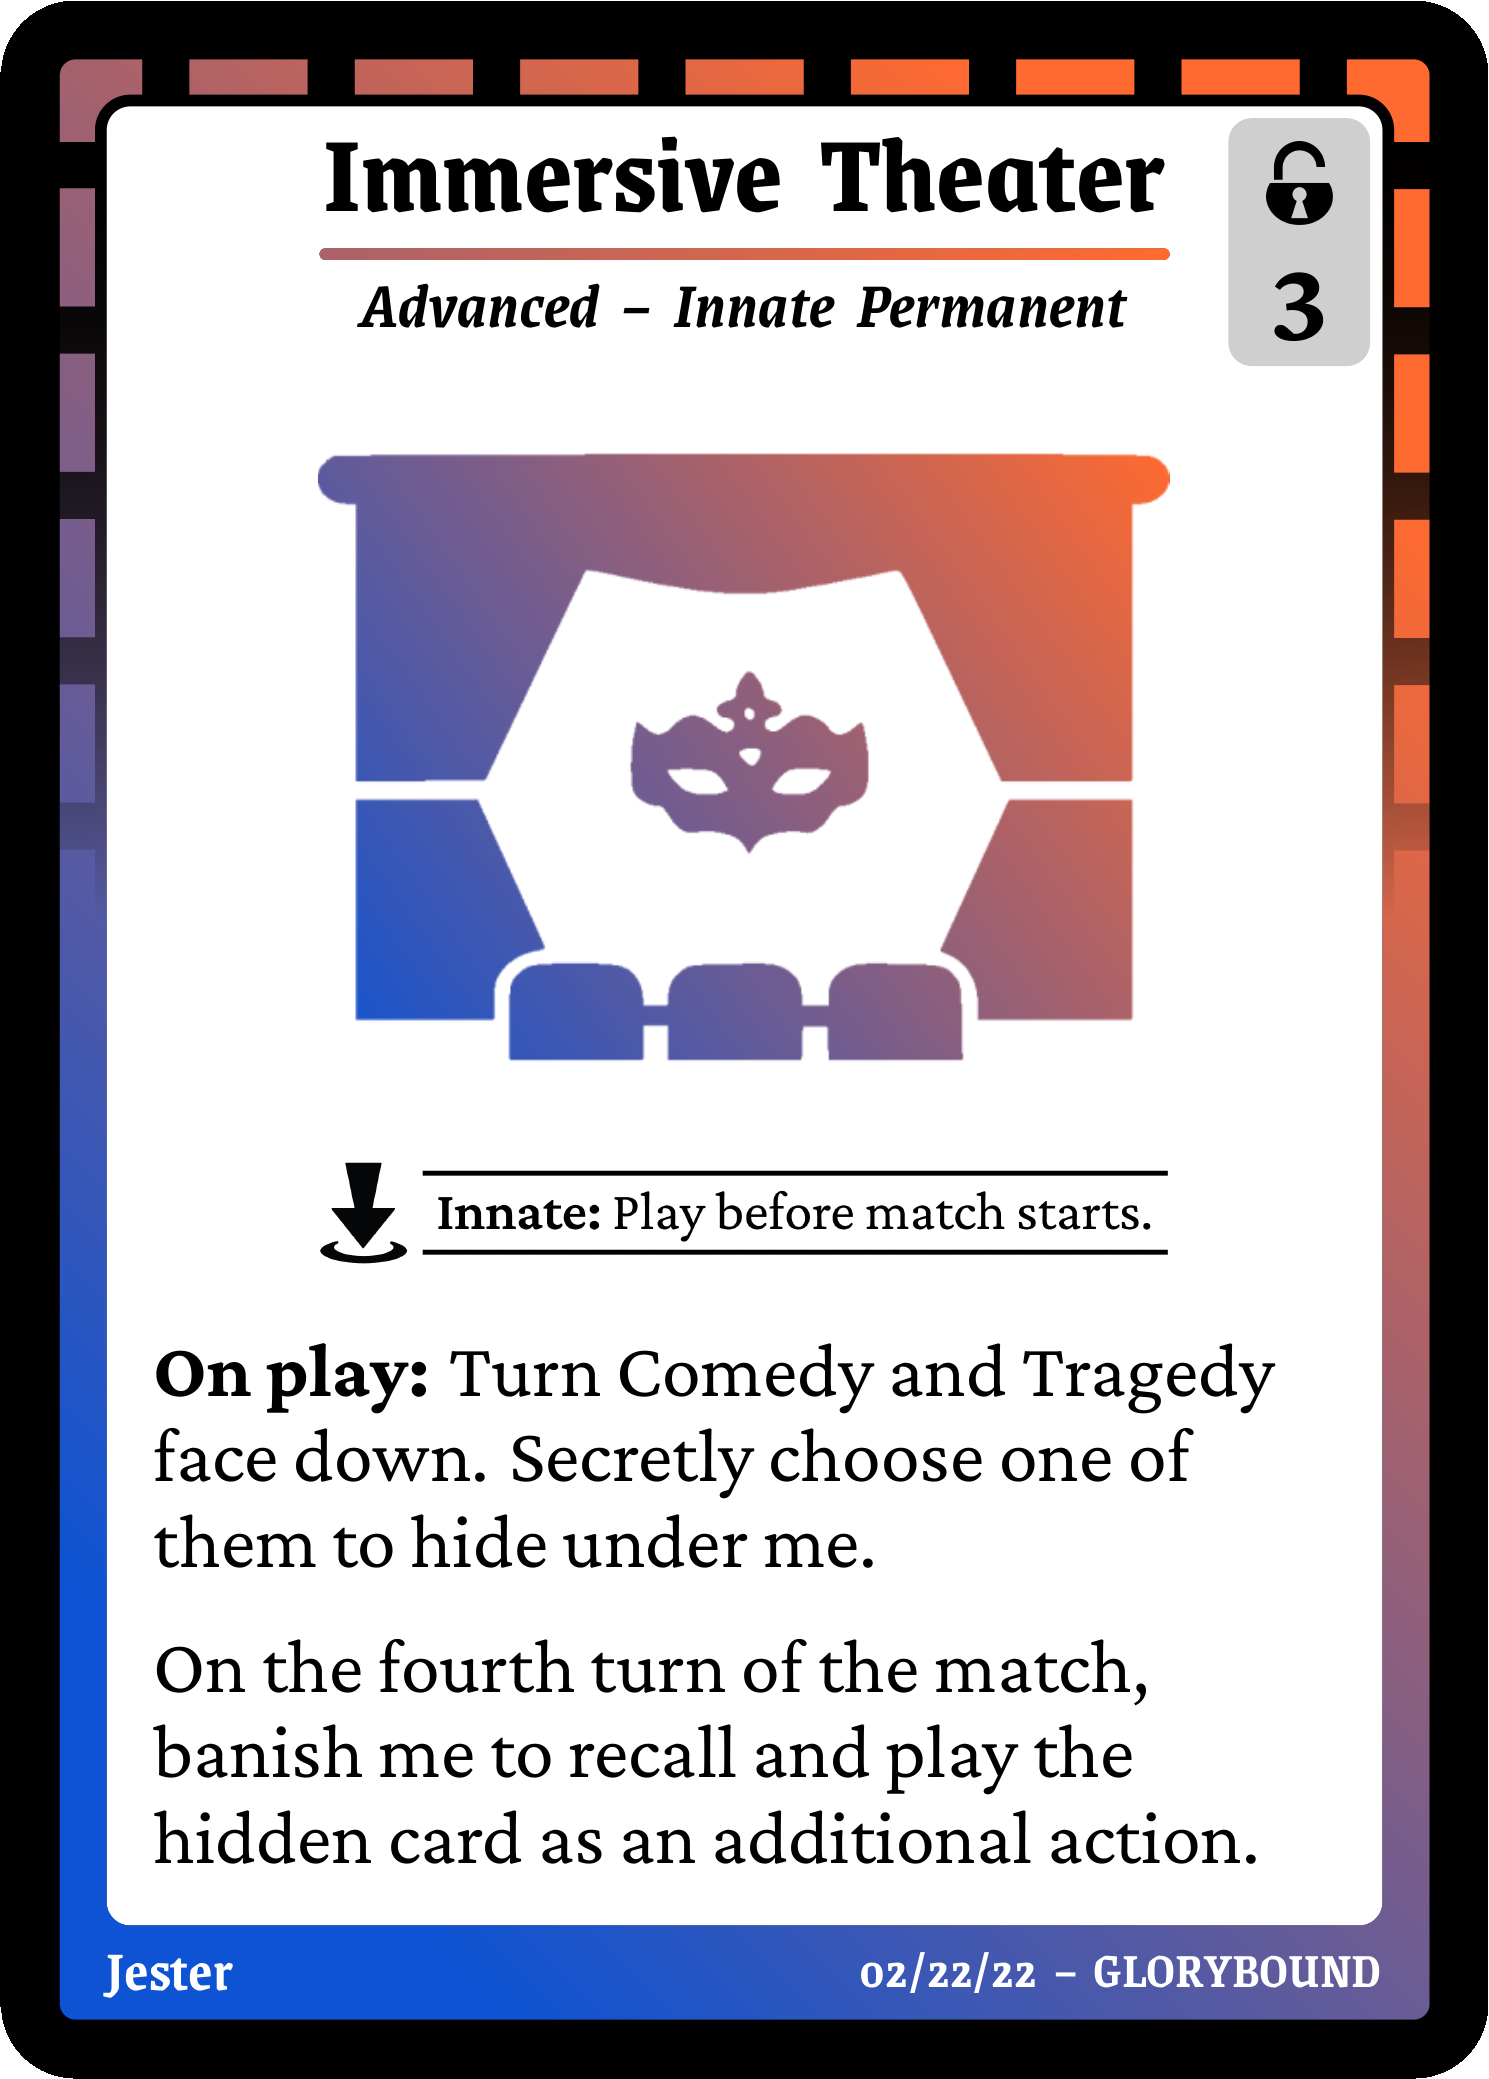 Immersive Theater
3
Advanced – Innate Permanent
Innate: Play before match starts.
On play: Turn Comedy and Tragedy
face down. Secretly choose one of
them to hide under me.
On the fourth turn of the match,
banish me to recall and play the
hidden card as an additional action.
Jester
02/22/22 – GLORYBOUND